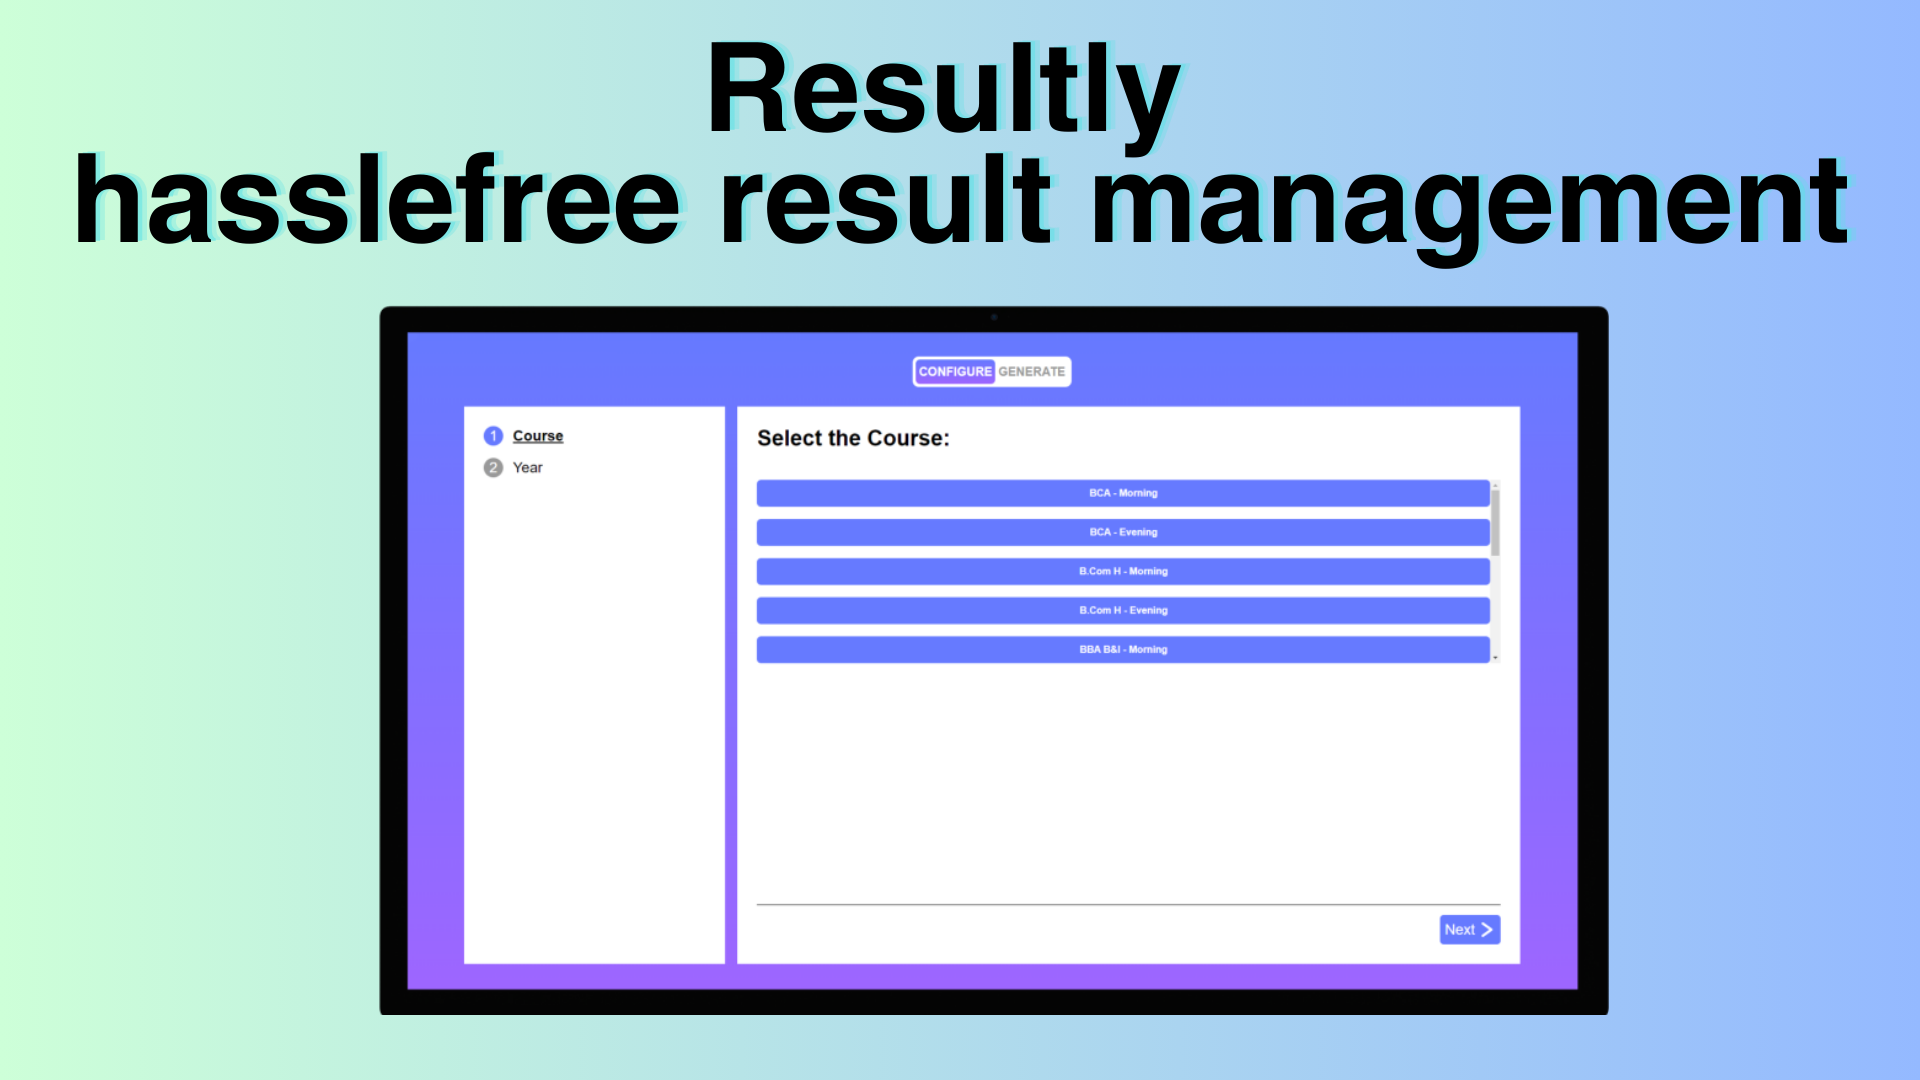 Resultly
hasslefree result management
CONFIGURE GENERATE
1 Course
2 Year
Select the Course:
BCA - Morning
BCA - Evening
B.Com H - Morning
B.Com H - Evening
BBA B&I - Morning
Next